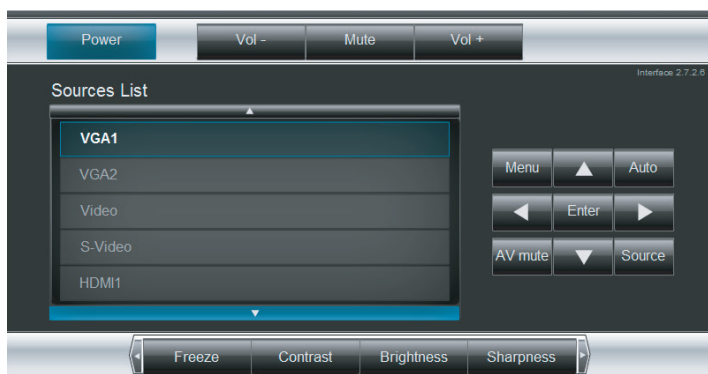 Power Vol - Mute Vol +
Interface 2.7.2.6
Sources List
VGA1
VGA2
Video
S-Video
HDMI1
Menu Auto
Enter
AV mute Source
Freeze Contrast Brightness Sharpness